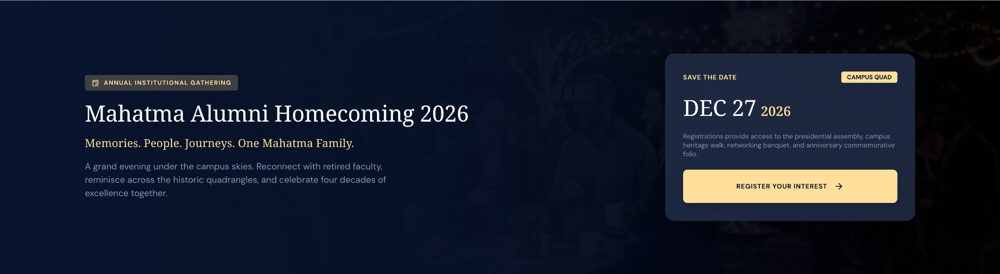 ANNUAL INSTITUTIONAL GATHERING
Mahatma Alumni Homecoming 2026
Memories. People. Journeys. One Mahatma Family.
A grand evening under the campus skies. Reconnect with retired faculty,
reminisce across the historic quadrangles, and celebrate four decades of
excellence together.
SAVE THE DATE
CAMPUS QUAD
DEC 27 2026
Registrations provide access to the presidential assembly, campus
heritage walk, networking banquet, and anniversary commemorative
folio.
REGISTER YOUR INTEREST →